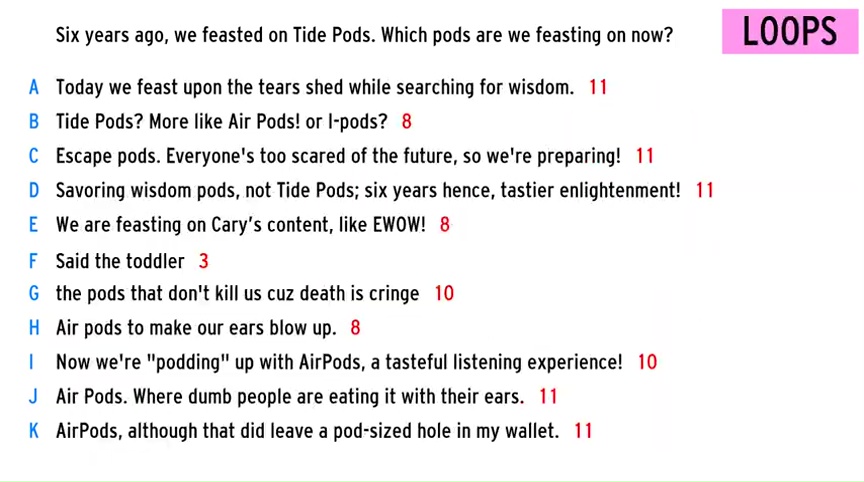 Six years ago, we feasted on Tide Pods. Which pods are we feasting on now?
LOOPS
A Today we feast upon the tears shed while searching for wisdom. 11
B Tide Pods? More like Air Pods! or I-pods? 8
C Escape pods. Everyone's too scared of the future, so we're preparing! 11
D Savoring wisdom pods, not Tide Pods; six years hence, tastier enlightenment! 11
E We are feasting on Cary's content, like EWOW! 8
F Said the toddler 3
G the pods that don't kill us cuz death is cringe 10
H Air pods to make our ears blow up. 8
I Now we're "podding" up with AirPods, a tasteful listening experience! 10
J Air Pods. Where dumb people are eating it with their ears. 11
K AirPods, although that did leave a pod-sized hole in my wallet. 11